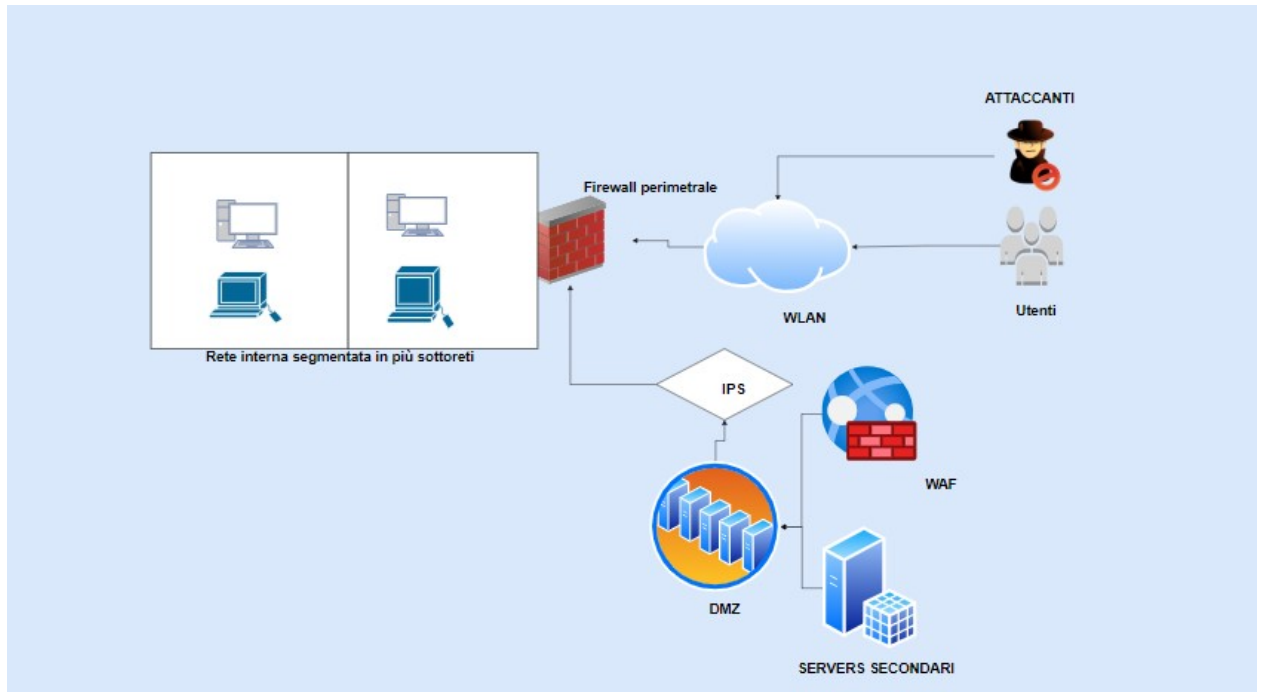 ATTACCANTI
Firewall perimetrale
Utenti
WLAN
Rete interna segmentata in più sottoreti
IPS
WAF
DMZ
SERVERS SECONDARI